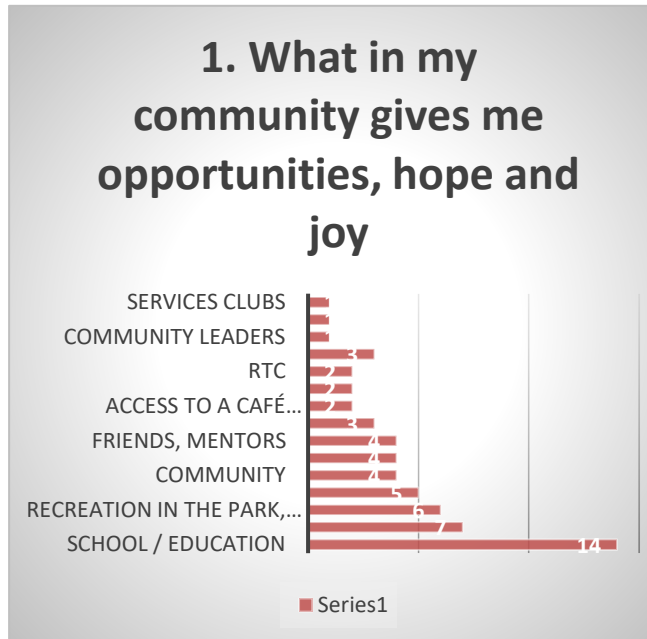 1. What in my
community gives me
opportunities, hope and
joy
SERVICES CLUBS
COMMUNITY LEADERS
3
RTC
2
2
ACCESS TO A CAFÉ...
2
3
FRIENDS, MENTORS
4
4
COMMUNITY
4
5
RECREATION IN THE PARK,...
6
7
SCHOOL / EDUCATION
14
Series1